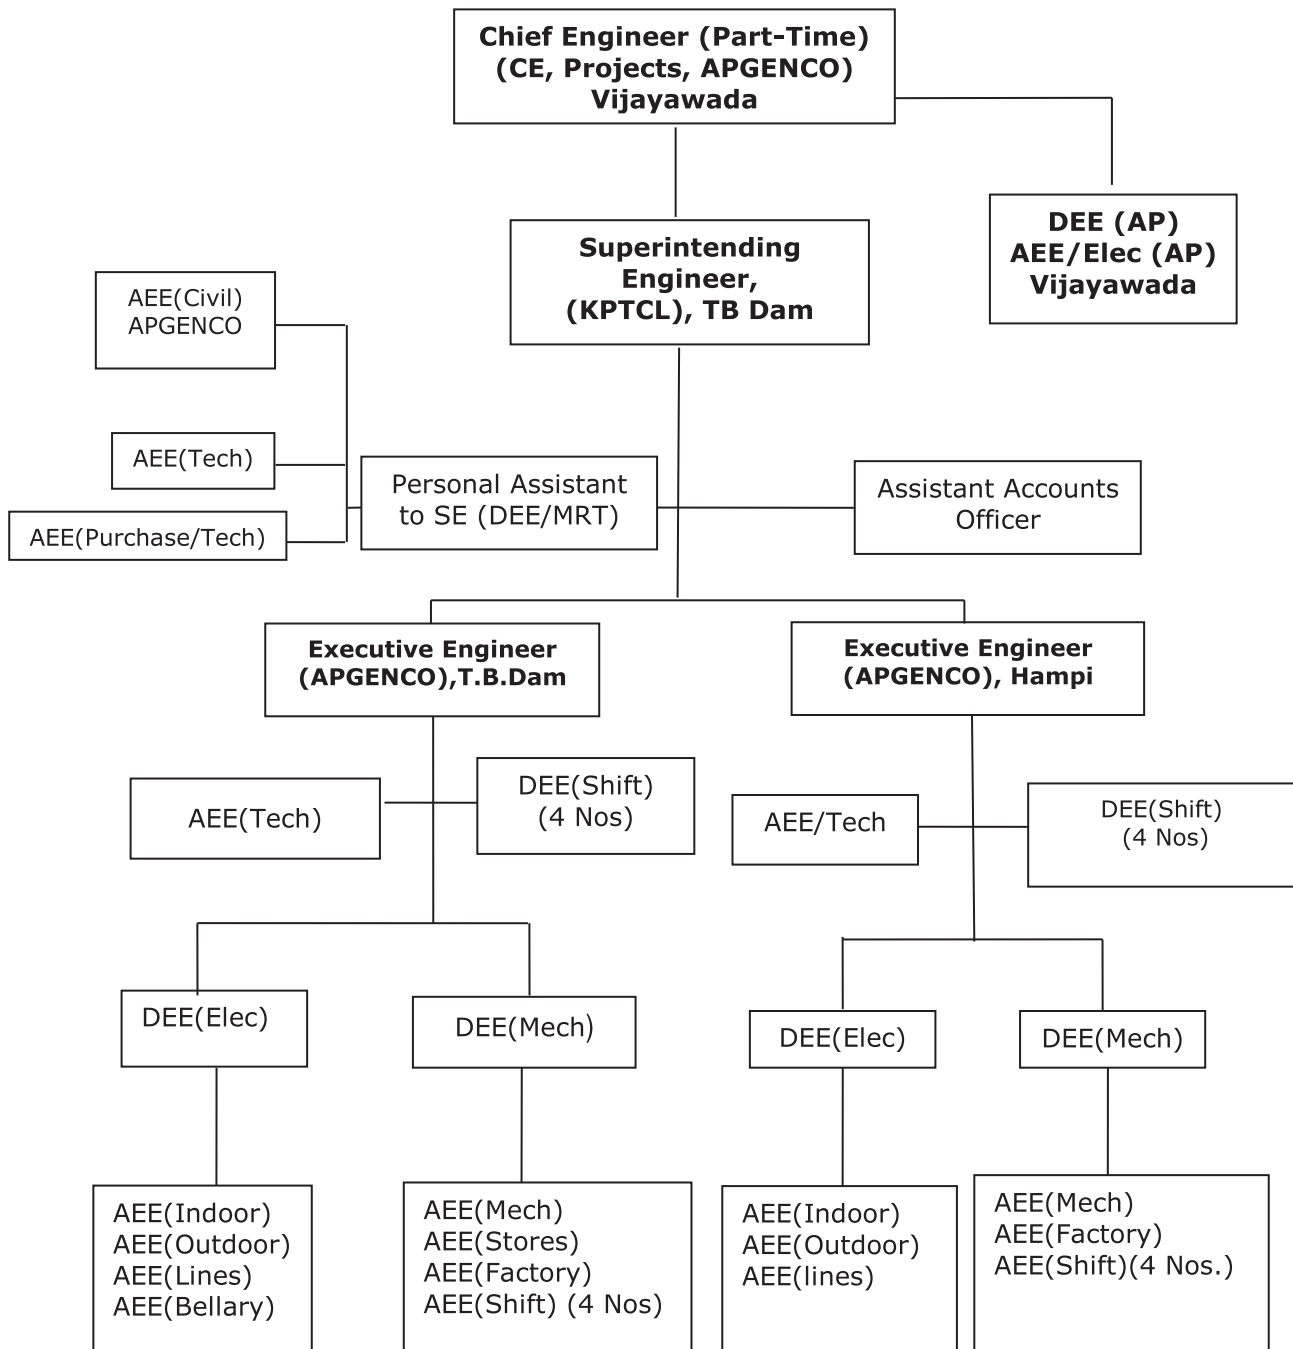 Chief Engineer (Part-Time)
(CE, Projects, APGENCO)
Vijayawada
DEE (AP)
AEE/Elec (AP)
Vijayawada
Superintending
Engineer,
(KPTCL), TB Dam
AEE(Civil)
APGENCO
AEE(Tech)
AEE(Purchase/Tech)
Personal Assistant
to SE (DEE/MRT)
Assistant Accounts
Officer
Executive Engineer
(APGENCO),T.B.Dam
Executive Engineer
(APGENCO), Hampi
AEE(Tech)
DEE(Shift)
(4 Nos)
AEE/Tech
DEE(Shift)
(4 Nos)
DEE(Elec)
DEE(Mech)
DEE(Elec)
DEE(Mech)
AEE(Indoor)
AEE(Outdoor)
AEE(Lines)
AEE(Bellary)
AEE(Mech)
AEE(Stores)
AEE(Factory)
AEE(Shift) (4 Nos)
AEE(Indoor)
AEE(Outdoor)
AEE(lines)
AEE(Mech)
AEE(Factory)
AEE(Shift)(4 Nos.)